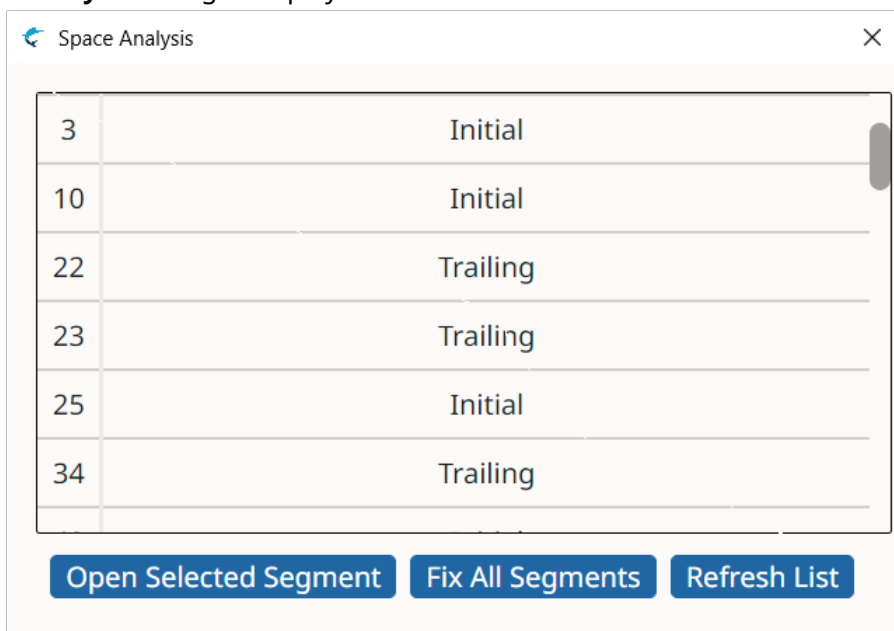 Space Analysis
3 Initial
10 Initial
22 Trailing
23 Trailing
25 Initial
34 Trailing
Open Selected Segment Fix All Segments Refresh List